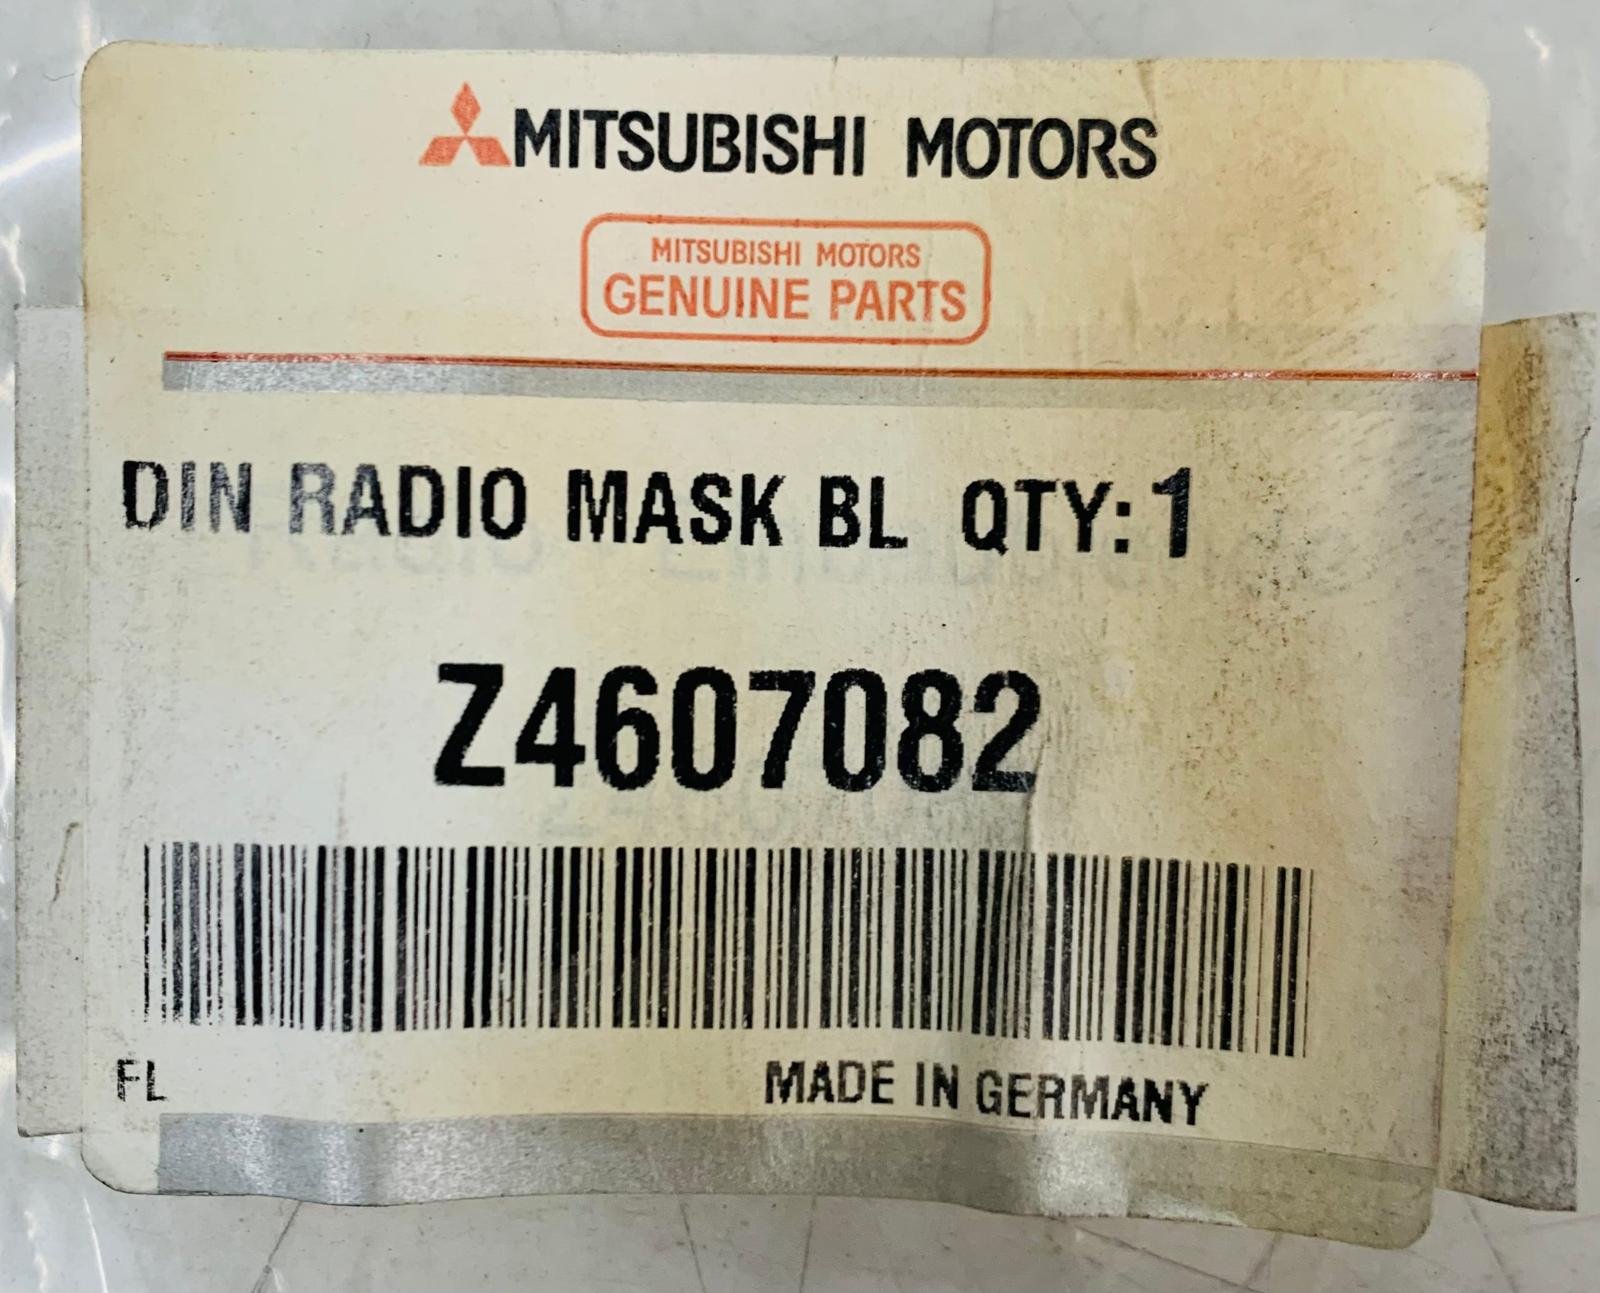 MITSUBISHI MOTORS
MITSUBISHI MOTORS
GENUINE PARTS
DIN RADIO MASK BL QTY:1
Z4607082
FL
MADE IN GERMANY